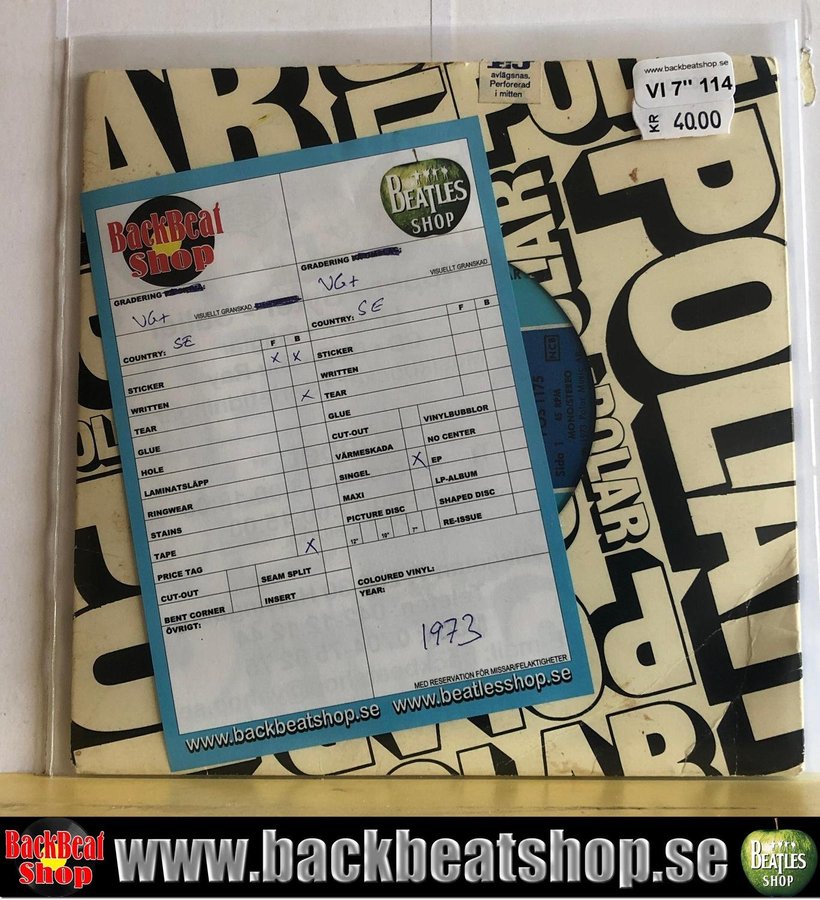 POLAR
POLAR
POLAR
avlägsnas.
Perforerad
i mitten
www.backbeatshop.se
VI 7" 114
KR 40.00
BackBeat
Shop
BEATLES
SHOP
GRADERING
VISUELLT GRANSKAD.
VG+
COUNTRY: SE
F B
STICKER X X
WRITTEN
TEAR X
GLUE
HOLE
LAMINATSLÄPP
RINGWEAR
STAINS
TAPE
PRICE TAG X
CUT-OUT SEAM SPLIT
BENT CORNER INSERT
ÖVRIGT:
GRADERING
VISUELLT GRANSKAD
VG+
COUNTRY: SE
F B
STICKER
WRITTEN
TEAR
GLUE
CUT-OUT VINYLBUBBLOR
VÄRMESKADA NO CENTER
SINGEL X EP
MAXI LP-ALBUM
PICTURE DISC SHAPED DISC
12" 10" 7" RE-ISSUE
COLOURED VINYL:
YEAR:
1973
MED RESERVATION FÖR MISSAR/FELAKTIGHETER
www.backbeatshop.se www.beatlesshop.se
1175
Sida 1 45 RPM
MONO/STEREO
NCB
BackBeat
Shop
www.backbeatshop.se
BEATLES
SHOP